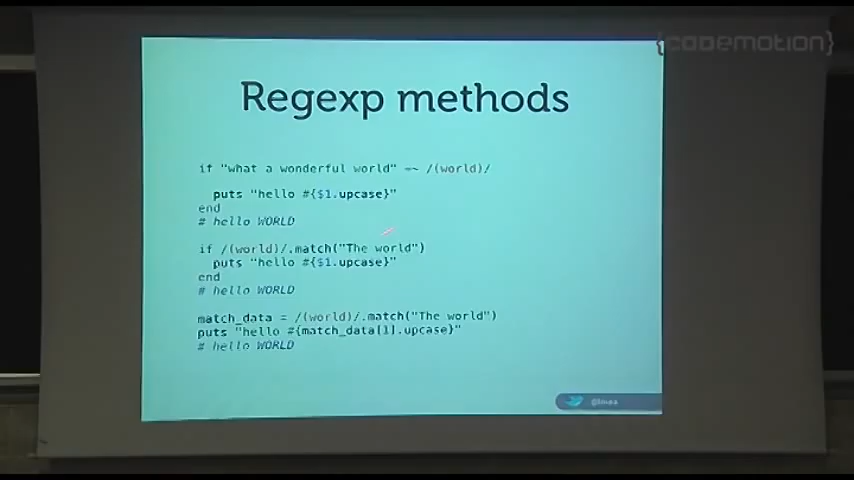 {codemotion}
Regexp methods
if "what a wonderful world" =~ /(world)/
puts "hello #{$1.upcase}"
end
# hello WORLD
if /(world)/.match("The world")
puts "hello #{$1.upcase}"
end
# hello WORLD
match_data = /(world)/.match("The world")
puts "hello #{match_data[1].upcase}"
# hello WORLD